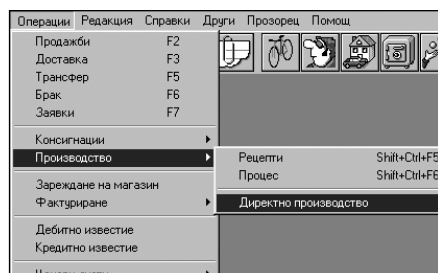 Операции Редакция Справки Други Прозорец Помощ
Продажби F2
Доставка F3
Трансфер F5
Брак F6
Заявки F7
Консигнации
Производство
Рецепти Shift+Ctrl+F5
Процес Shift+Ctrl+F6
Зареждане на магазин
Фактуриране
Директно производство
Дебитно известие
Кредитно известие